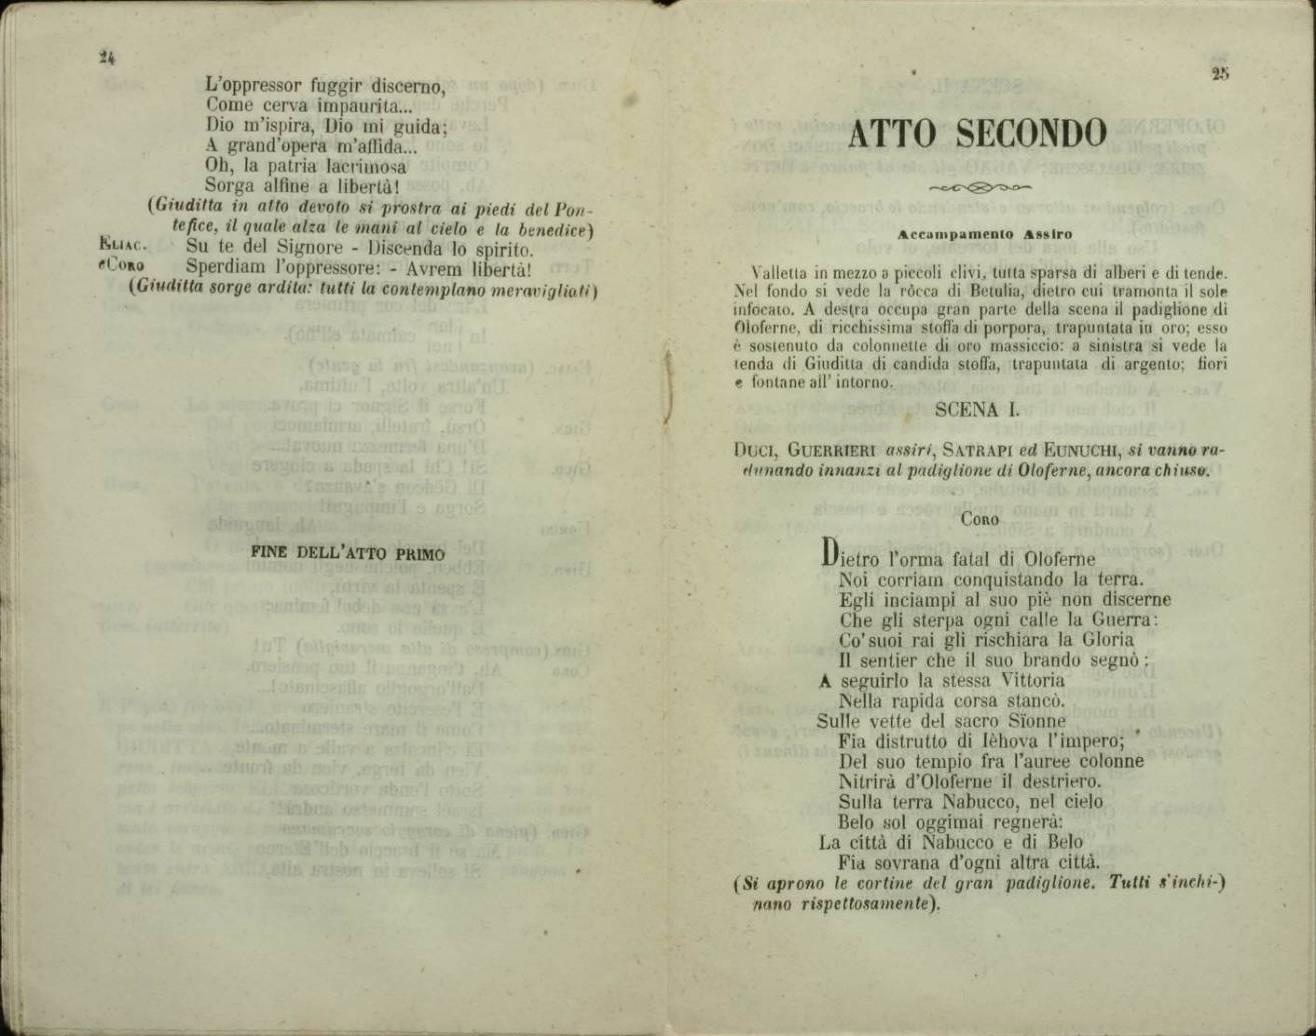 24
L'oppressor fuggir discerno,
Come cerva impaurita...
Dio m'ispira, Dio mi guida;
A grand'opera m'affida...
Oh, la patria lacrimosa
Sorga alfine a libertà!
(Giuditta in atto devoto si prostra ai piedi del Pon-
tefice, il quale alza le mani al cielo e la benedice)
ELIAC. Su te del Signore - Discenda lo spirito.
e CORO Sperdiam l'oppressore: - Avrem libertà!
(Giuditta sorge ardita: tutti la contemplano meravigliati)
FINE DELL'ATTO PRIMO
25
ATTO SECONDO
Accampamento Assiro
Valletta in mezzo a piccoli clivi, tutta sparsa di alberi e di tende.
Nel fondo si vede la ròcca di Betulia, dietro cui tramonta il sole
infocato. A destra occupa gran parte della scena il padiglione di
Oloferne, di ricchissima stoffa di porpora, trapuntata in oro; esso
è sostenuto da colonnette di oro massiccio: a sinistra si vede la
tenda di Giuditta di candida stoffa, trapuntata di argento; fiori
e fontane all' intorno.
SCENA I.
DUCI, GUERRIERI assiri, SATRAPI ed EUNUCHI, si vanno ra-
dunando innanzi al padiglione di Oloferne, ancora chiuso.
CORO
Dietro l'orma fatal di Oloferne
Noi corriam conquistando la terra.
Egli inciampi al suo piè non discerne
Che gli sterpa ogni calle la Guerra:
Co' suoi rai gli rischiara la Gloria
Il sentier che il suo brando segnò:
A seguirlo la stessa Vittoria
Nella rapida corsa stancò.
Sulle vette del sacro Sïonne
Fia distrutto di Ièhova l'impero;
Del suo tempio fra l'auree colonne
Nitrirà d'Oloferne il destriero.
Sulla terra Nabucco, nel cielo
Belo sol oggimai regnerà:
La città di Nabucco e di Belo
Fia sovrana d'ogni altra città.
(Si aprono le cortine del gran padiglione. Tutti s'inchi-)
nano rispettosamente).